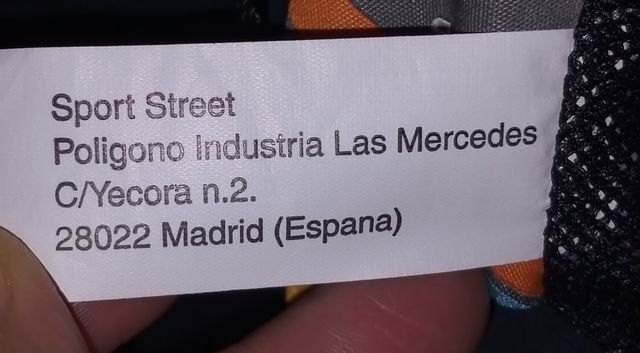 Sport Street
Poligono Industria Las Mercedes
C/Yecora n.2.
28022 Madrid (Espana)